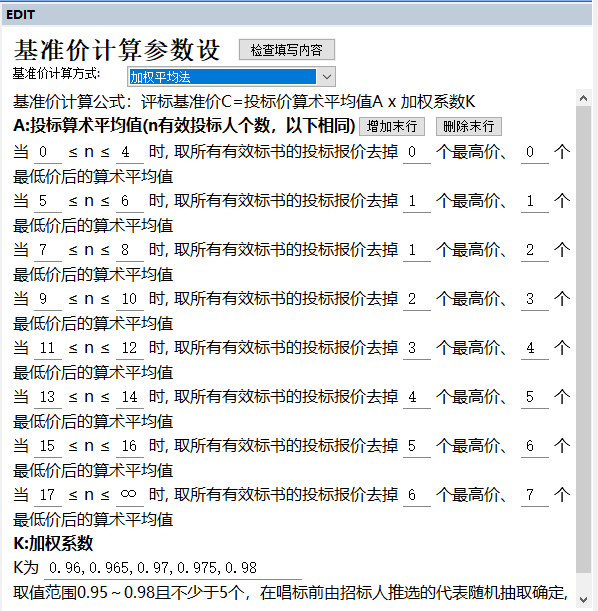 EDIT
基准价计算参数设 检查填写内容
基准价计算方式: 加权平均法
基准价计算公式：评标基准价C=投标价算术平均值A x 加权系数K
A:投标算术平均值(n有效投标人个数，以下相同) 增加末行 删除末行
当 0 ≤ n ≤ 4 时, 取所有有效标书的投标报价去掉 0 个最高价、 0 个
最低价后的算术平均值
当 5 ≤ n ≤ 6 时, 取所有有效标书的投标报价去掉 1 个最高价、 1 个
最低价后的算术平均值
当 7 ≤ n ≤ 8 时, 取所有有效标书的投标报价去掉 1 个最高价、 2 个
最低价后的算术平均值
当 9 ≤ n ≤ 10 时, 取所有有效标书的投标报价去掉 2 个最高价、 3 个
最低价后的算术平均值
当 11 ≤ n ≤ 12 时, 取所有有效标书的投标报价去掉 3 个最高价、 4 个
最低价后的算术平均值
当 13 ≤ n ≤ 14 时, 取所有有效标书的投标报价去掉 4 个最高价、 5 个
最低价后的算术平均值
当 15 ≤ n ≤ 16 时, 取所有有效标书的投标报价去掉 5 个最高价、 6 个
最低价后的算术平均值
当 17 ≤ n ≤ ∞ 时, 取所有有效标书的投标报价去掉 6 个最高价、 7 个
最低价后的算术平均值
K:加权系数
K为 0.96,0.965,0.97,0.975,0.98
取值范围0.95～0.98且不少于5个，在唱标前由招标人推选的代表随机抽取确定,